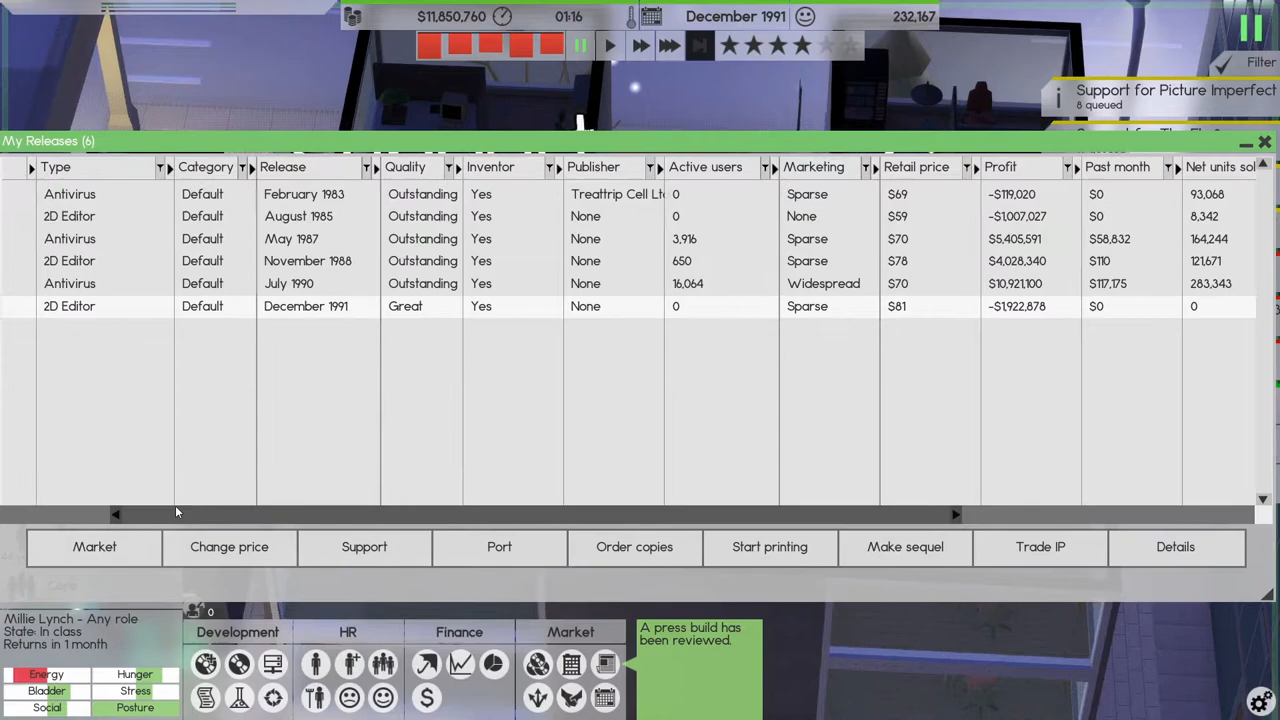 $11,850,760 01:16 December 1991 232,167
Filter
Support for Picture Imperfect
8 queued
My Releases (6)
Type Category Release Quality Inventor Publisher Active users Marketing Retail price Profit Past month Net units sol
Antivirus Default February 1983 Outstanding Yes Treattrip Cell Ltd 0 Sparse $69 -$119,020 $0 93,068
2D Editor Default August 1985 Outstanding Yes None 0 None $59 -$1,007,027 $0 8,342
Antivirus Default May 1987 Outstanding Yes None 3,916 Sparse $70 $5,405,591 $58,832 164,244
2D Editor Default November 1988 Outstanding Yes None 650 Sparse $78 $4,028,340 $110 121,671
Antivirus Default July 1990 Outstanding Yes None 16,064 Widespread $70 $10,921,100 $117,175 283,343
2D Editor Default December 1991 Great Yes None 0 Sparse $81 -$1,922,878 $0 0
Market Change price Support Port Order copies Start printing Make sequel Trade IP Details
Core
0
Millie Lynch - Any role
State: In class
Returns in 1 month
Energy Hunger
Bladder Stress
Social Posture
Development HR Finance Market
A press build has
been reviewed.